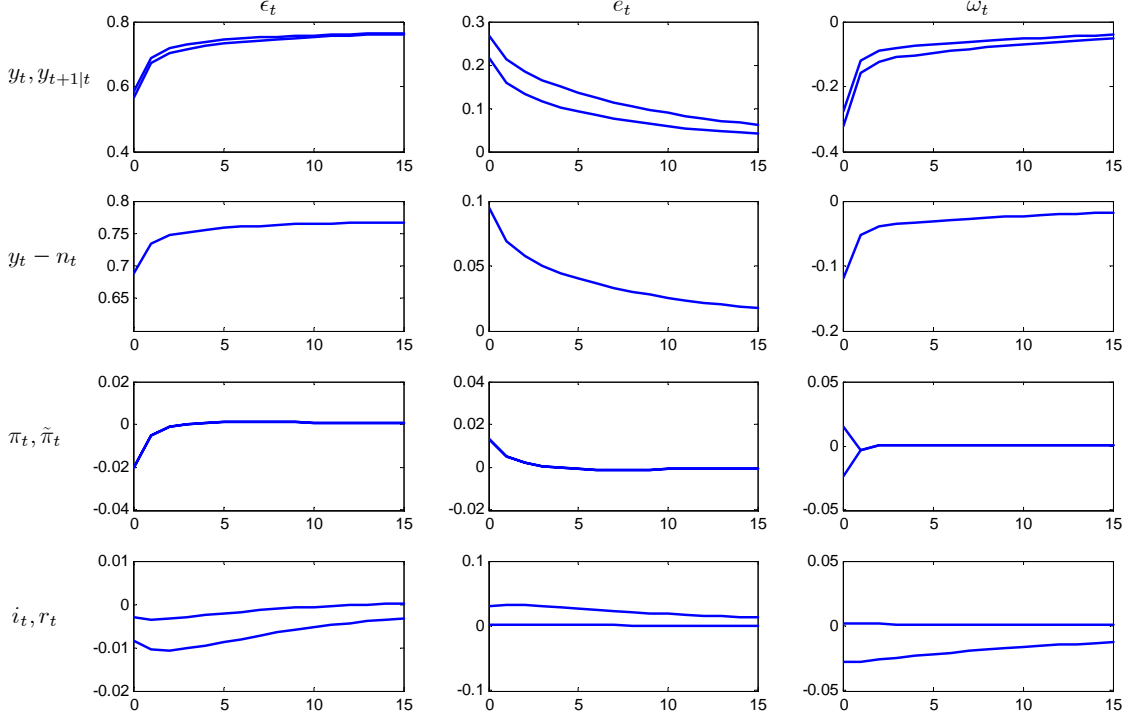 ϵ_t e_t ω_t
y_t, y_{t+1|t}
0.8 0.6 0.4 0 5 10 15
0.3 0.2 0.1 0 0 5 10 15
0 -0.2 -0.4 0 5 10 15
y_t − n_t
0.8 0.75 0.7 0.65 0 5 10 15
0.1 0.05 0 0 5 10 15
0 -0.1 -0.2 0 5 10 15
π_t, π̃_t
0.02 0 -0.02 -0.04 0 5 10 15
0.04 0.02 0 -0.02 0 5 10 15
0.05 0 -0.05 0 5 10 15
i_t, r_t
0.01 0 -0.01 -0.02 0 5 10 15
0.1 0 -0.1 0 5 10 15
0.05 0 -0.05 0 5 10 15